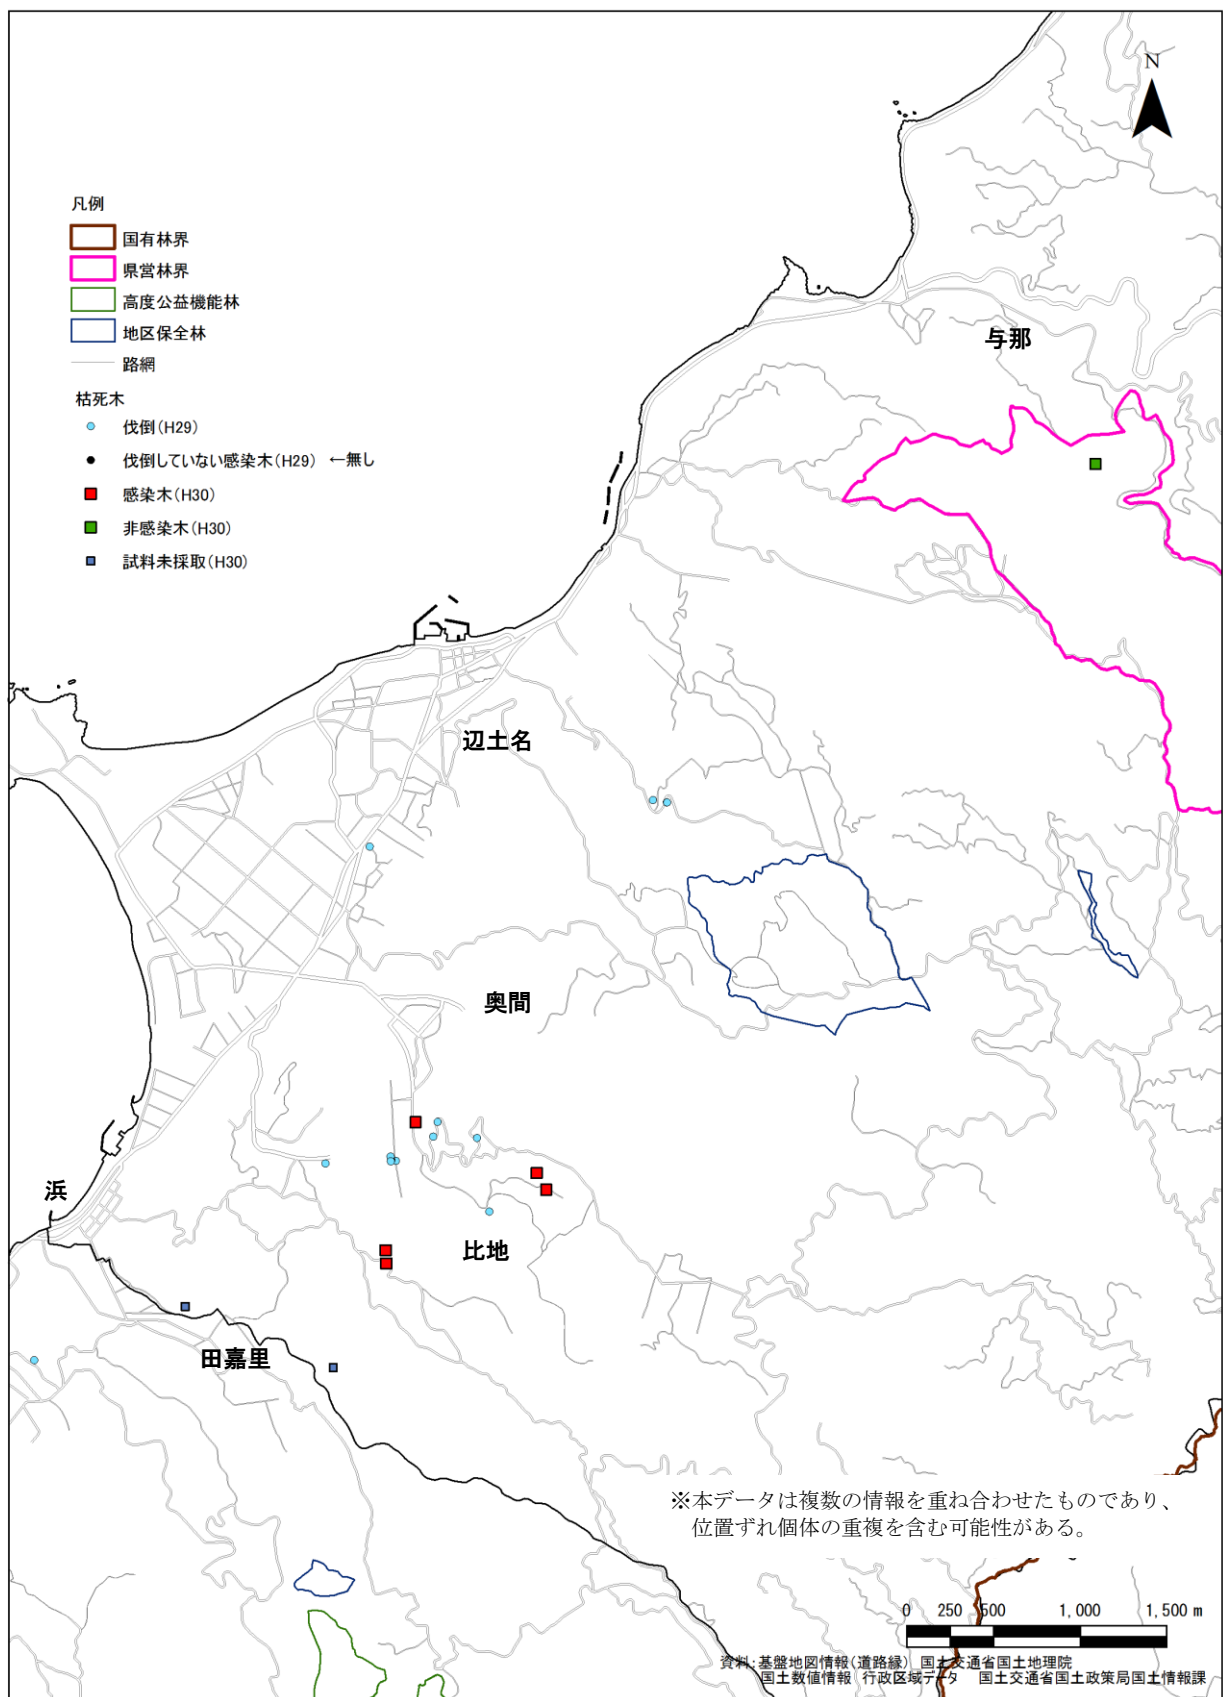 N
凡例
国有林界
県営林界
高度公益機能林
地区保全林
路網
枯死木
伐倒(H29)
伐倒していない感染木(H29) ←無し
感染木(H30)
非感染木(H30)
試料未採取(H30)
与那
辺土名
奥間
浜
比地
田嘉里
※本データは複数の情報を重ね合わせたものであり、
位置ずれ個体の重複を含む可能性がある。
0 250 500 1,000 1,500 m
資料:基盤地図情報(道路縁) 国土交通省国土地理院
国土数値情報 行政区域データ 国土交通省国土政策局国土情報課